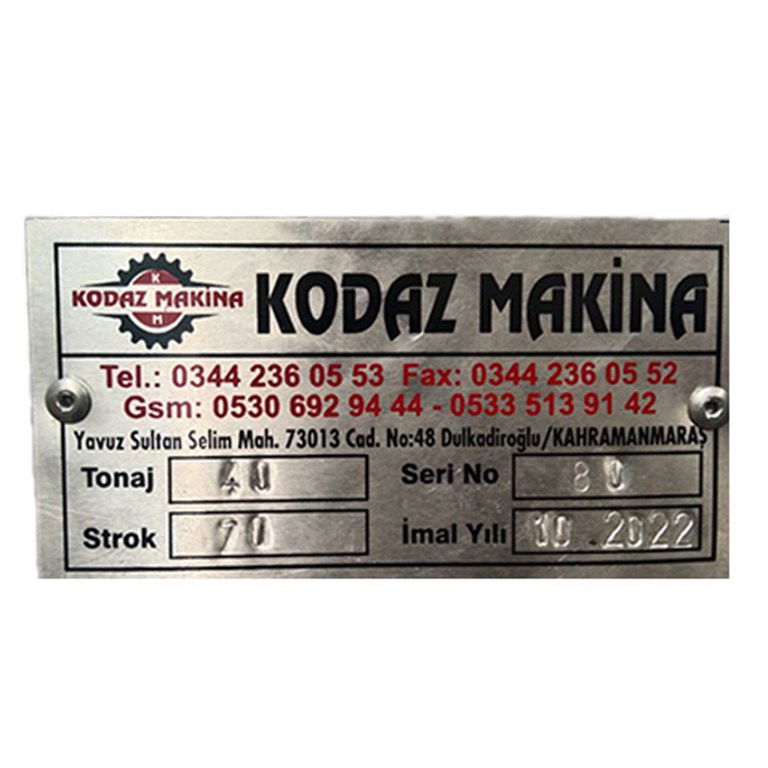 K
KODAZ MAKINA
M
KODAZ MAKİNA
Tel.: 0344 236 05 53 Fax: 0344 236 05 52
Gsm: 0530 692 94 44 - 0533 513 91 42
Yavuz Sultan Selim Mah. 73013 Cad. No:48 Dulkadiroğlu/KAHRAMANMARAŞ
Tonaj 40 Seri No 80
Strok 70 İmal Yılı 10.2022